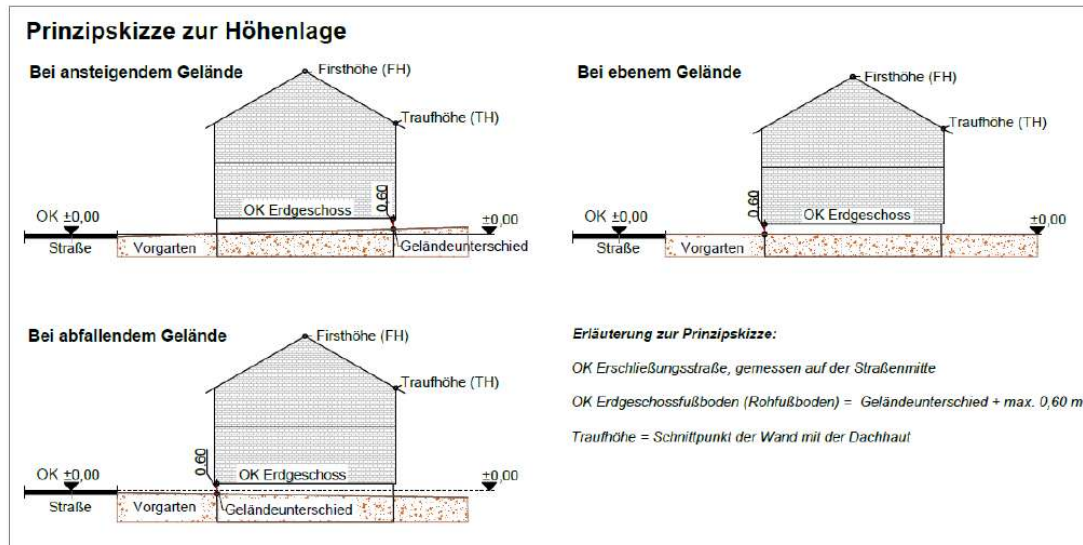 Prinzipskizze zur Höhenlage
Bei ansteigendem Gelände
Firsthöhe (FH)
Traufhöhe (TH)
0,60
OK Erdgeschoss
OK ±0,00
±0,00
Straße
Vorgarten
Geländeunterschied
Bei ebenem Gelände
Firsthöhe (FH)
Traufhöhe (TH)
0,60
OK Erdgeschoss
OK ±0,00
±0,00
Straße
Vorgarten
Bei abfallendem Gelände
Firsthöhe (FH)
Traufhöhe (TH)
0,60
OK Erdgeschoss
OK ±0,00
±0,00
Straße
Vorgarten
Geländeunterschied
Erläuterung zur Prinzipskizze:
OK Erschließungsstraße, gemessen auf der Straßenmitte
OK Erdgeschossfußboden (Rohfußboden) = Geländeunterschied + max. 0,60 m
Traufhöhe = Schnittpunkt der Wand mit der Dachhaut